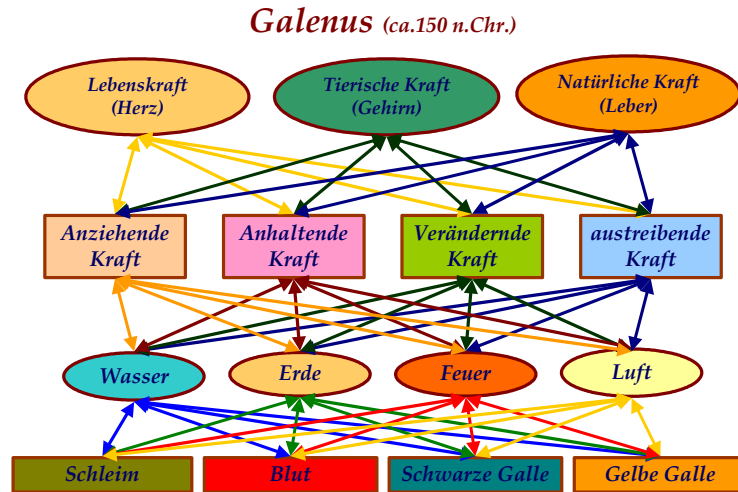 Galenus (ca.150 n.Chr.)
Lebenskraft
(Herz)
Tierische Kraft
(Gehirn)
Natürliche Kraft
(Leber)
Anziehende
Kraft
Anhaltende
Kraft
Verändernde
Kraft
austreibende
Kraft
Wasser
Erde
Feuer
Luft
Schleim
Blut
Schwarze Galle
Gelbe Galle